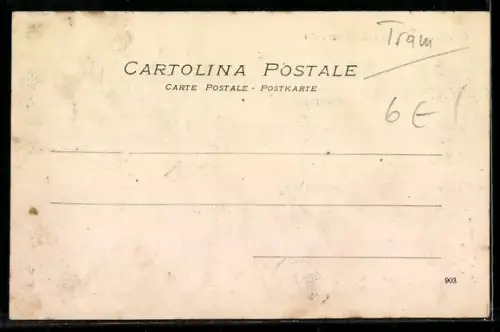 Tram
CARTOLINA POSTALE
CARTE POSTALE - POSTKARTE
6 €
903